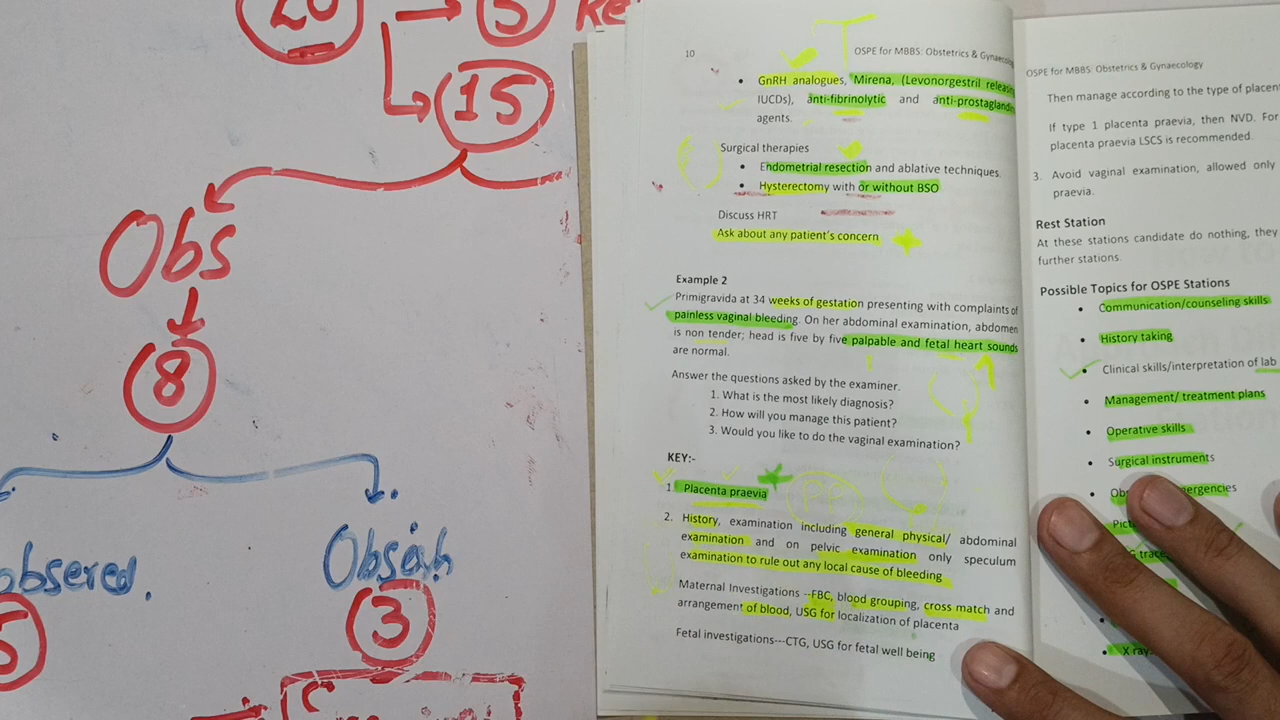 20
5
15
Obs
8
obsered.
5
3
10
OSPE for MBBS: Obstetrics & Gynaecolog
• GnRH analogues, Mirena, (Levonorgestril releasing
IUCDs), anti-fibrinolytic and anti-prostaglandin
agents.
Surgical therapies
• Endometrial resection and ablative techniques.
• Hysterectomy with or without BSO
Discuss HRT
Ask about any patient's concern
Example 2
Primigravida at 34 weeks of gestation presenting with complaints of
painless vaginal bleeding. On her abdominal examination, abdomen
is non tender; head is five by five palpable and fetal heart sounds
are normal.
Answer the questions asked by the examiner.
1. What is the most likely diagnosis?
2. How will you manage this patient?
3. Would you like to do the vaginal examination?
KEY:-
1. Placenta praevia
PP
2. History, examination including general physical/ abdominal
examination and on pelvic examination only speculum
examination to rule out any local cause of bleeding
Maternal Investigations --FBC, blood grouping, cross match and
arrangement of blood, USG for localization of placenta
Fetal investigations---CTG, USG for fetal well being
OSPE for MBBS: Obstetrics & Gynaecology
Then manage according to the type of placent
If type 1 placenta praevia, then NVD. For
placenta praevia LSCS is recommended.
3. Avoid vaginal examination, allowed only
praevia.
Rest Station
At these stations candidate do nothing, they
further stations.
Possible Topics for OSPE Stations
• Communication/counseling skills
• History taking
• Clinical skills/interpretation of lab
• Management/ treatment plans
• Operative skills
• Surgical instruments
• Obs ergencies
Pict
G trace
• X ray